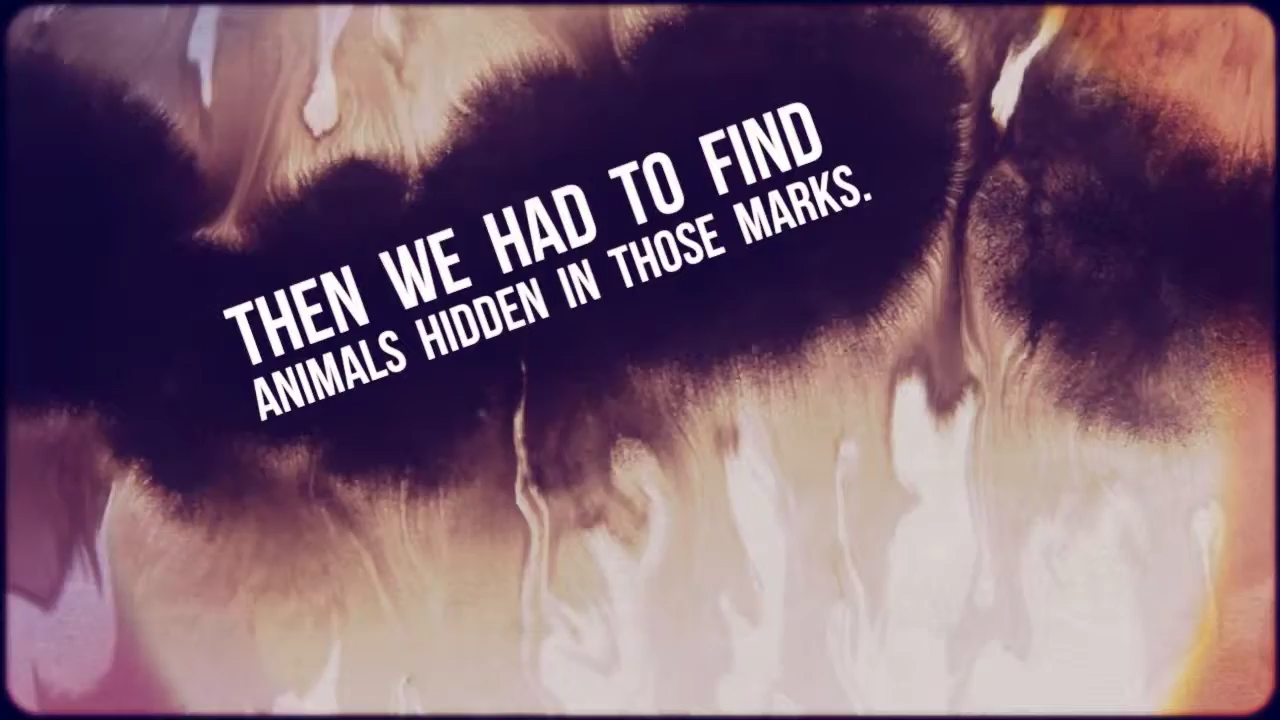 THEN WE HAD TO FIND
ANIMALS HIDDEN IN THOSE MARKS.